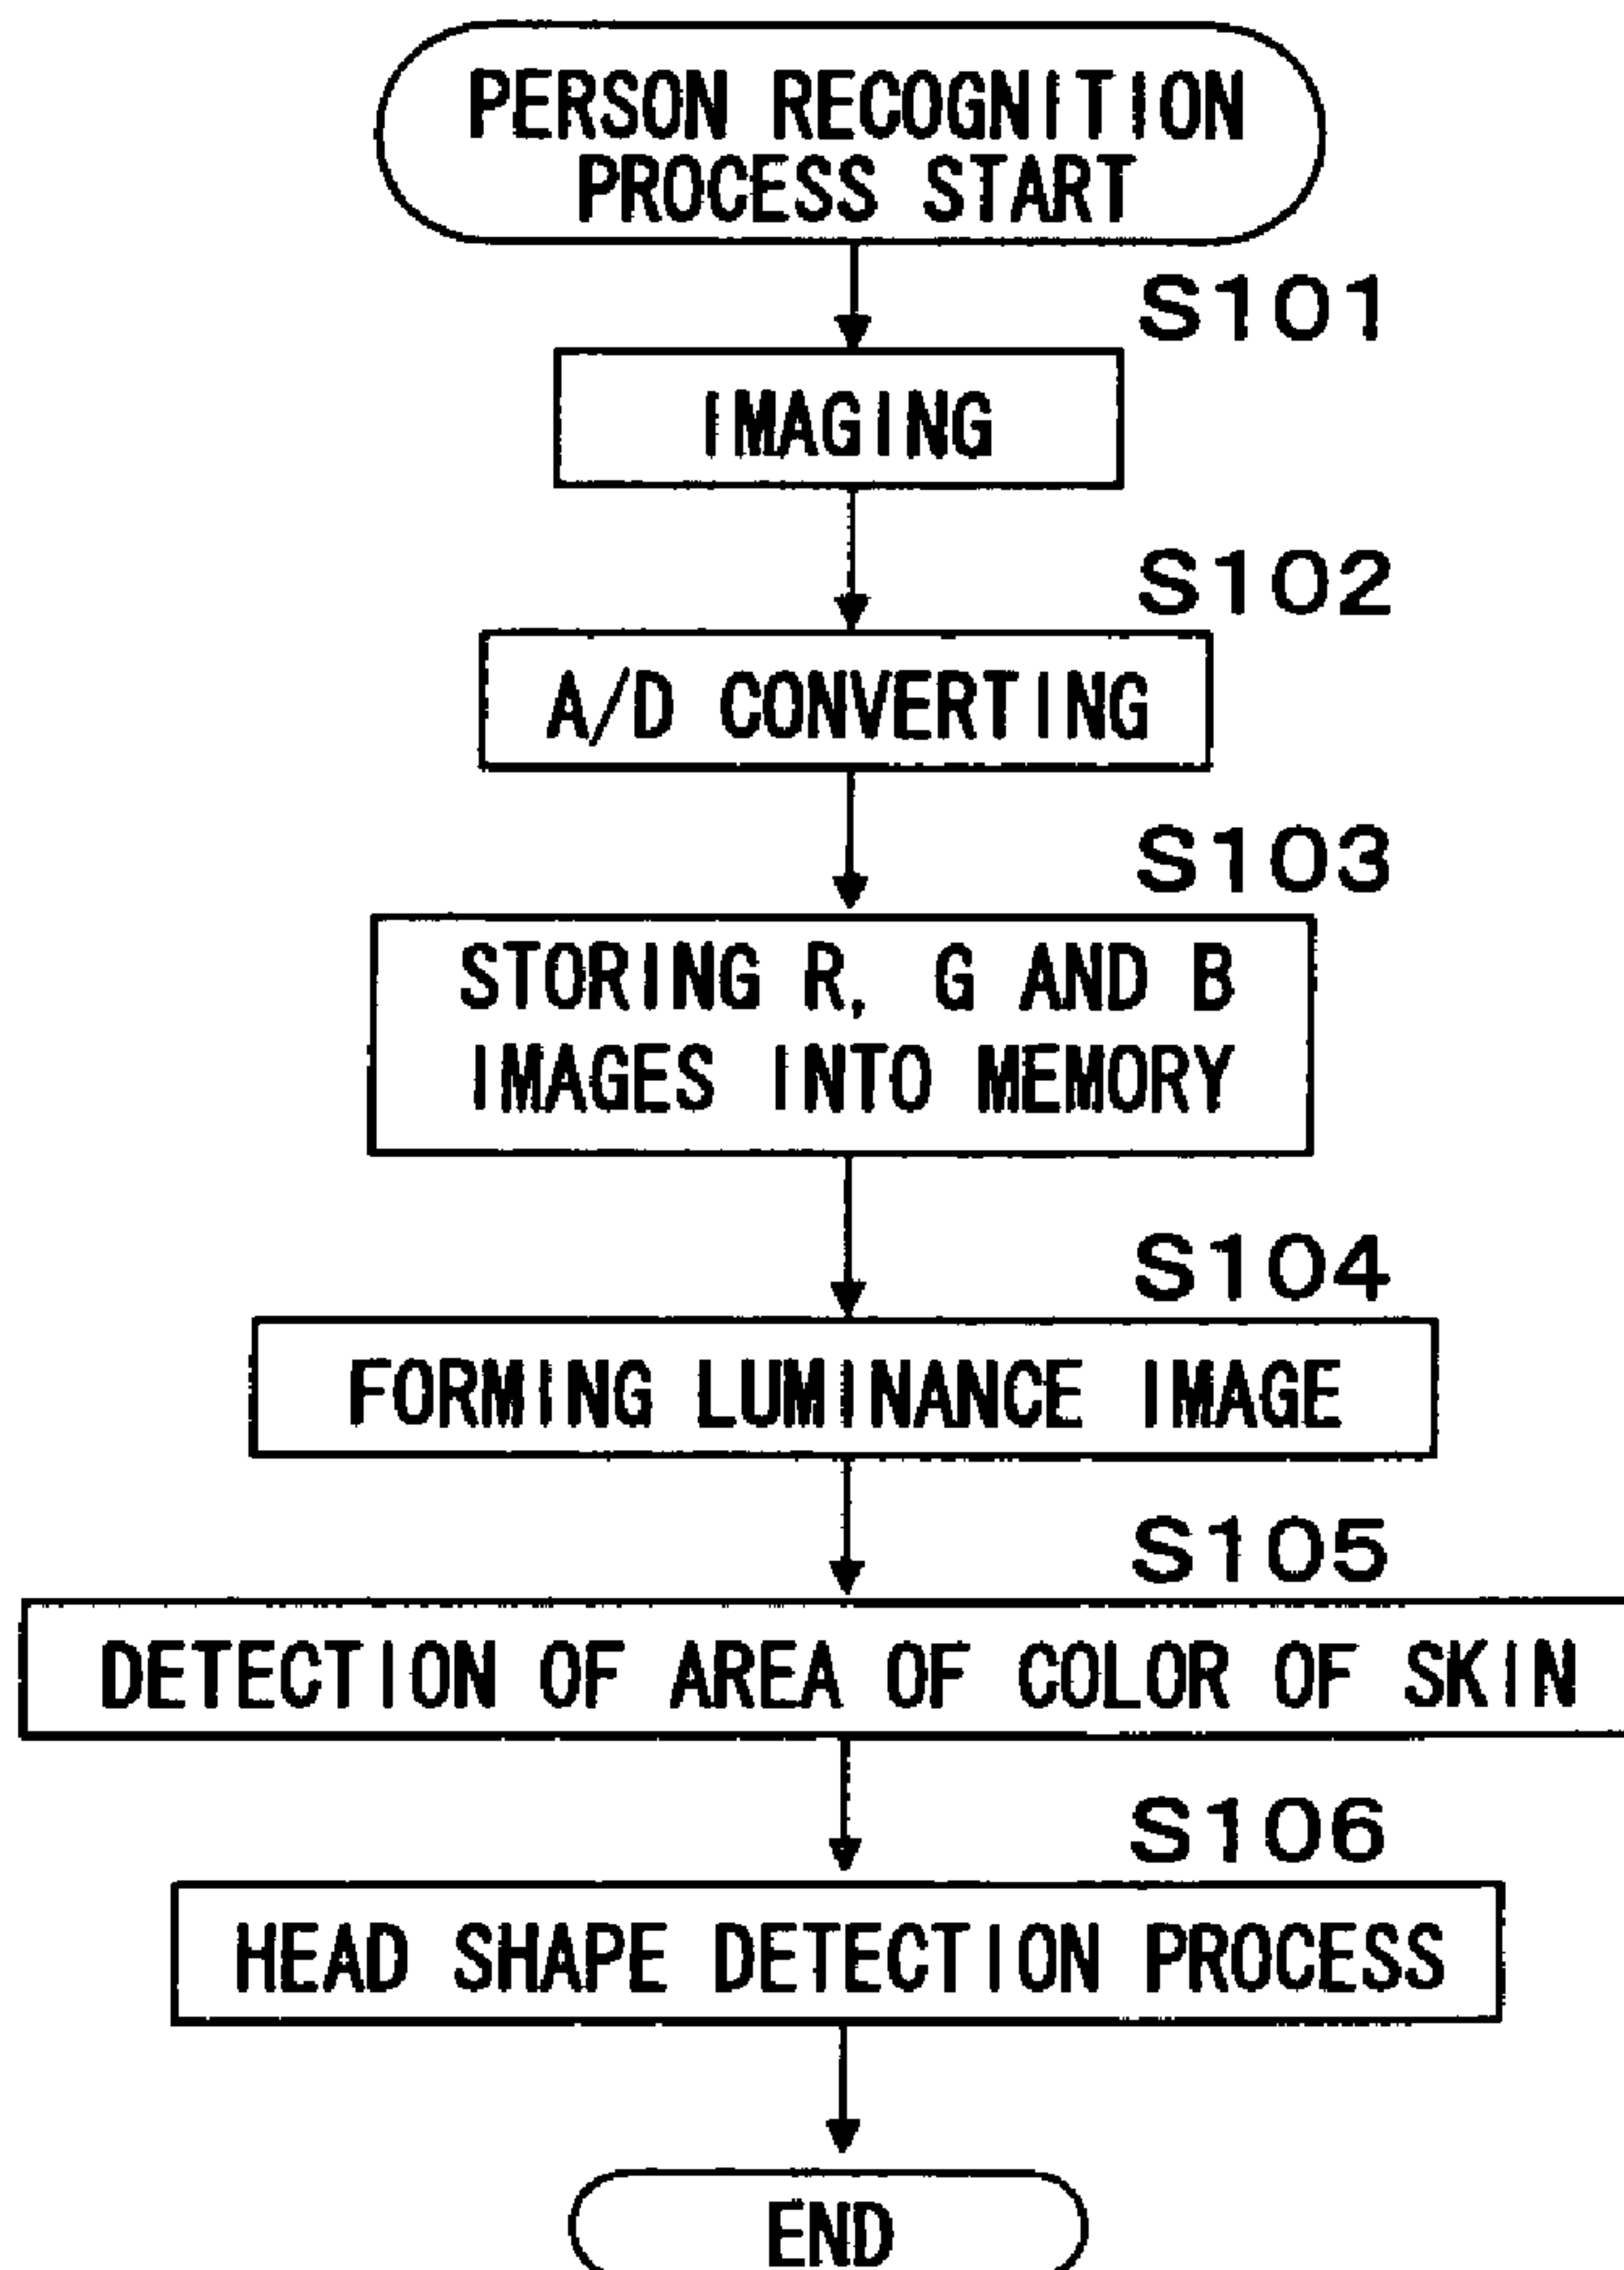 PERSON RECOGNITION
PROCESS START
S101
IMAGING
S102
A/D CONVERTING
S103
STORING R, G AND B
IMAGES INTO MEMORY
S104
FORMING LUMINANCE IMAGE
S105
DETECTION OF AREA OF COLOR OF SKIN
S106
HEAD SHAPE DETECTION PROCESS
END